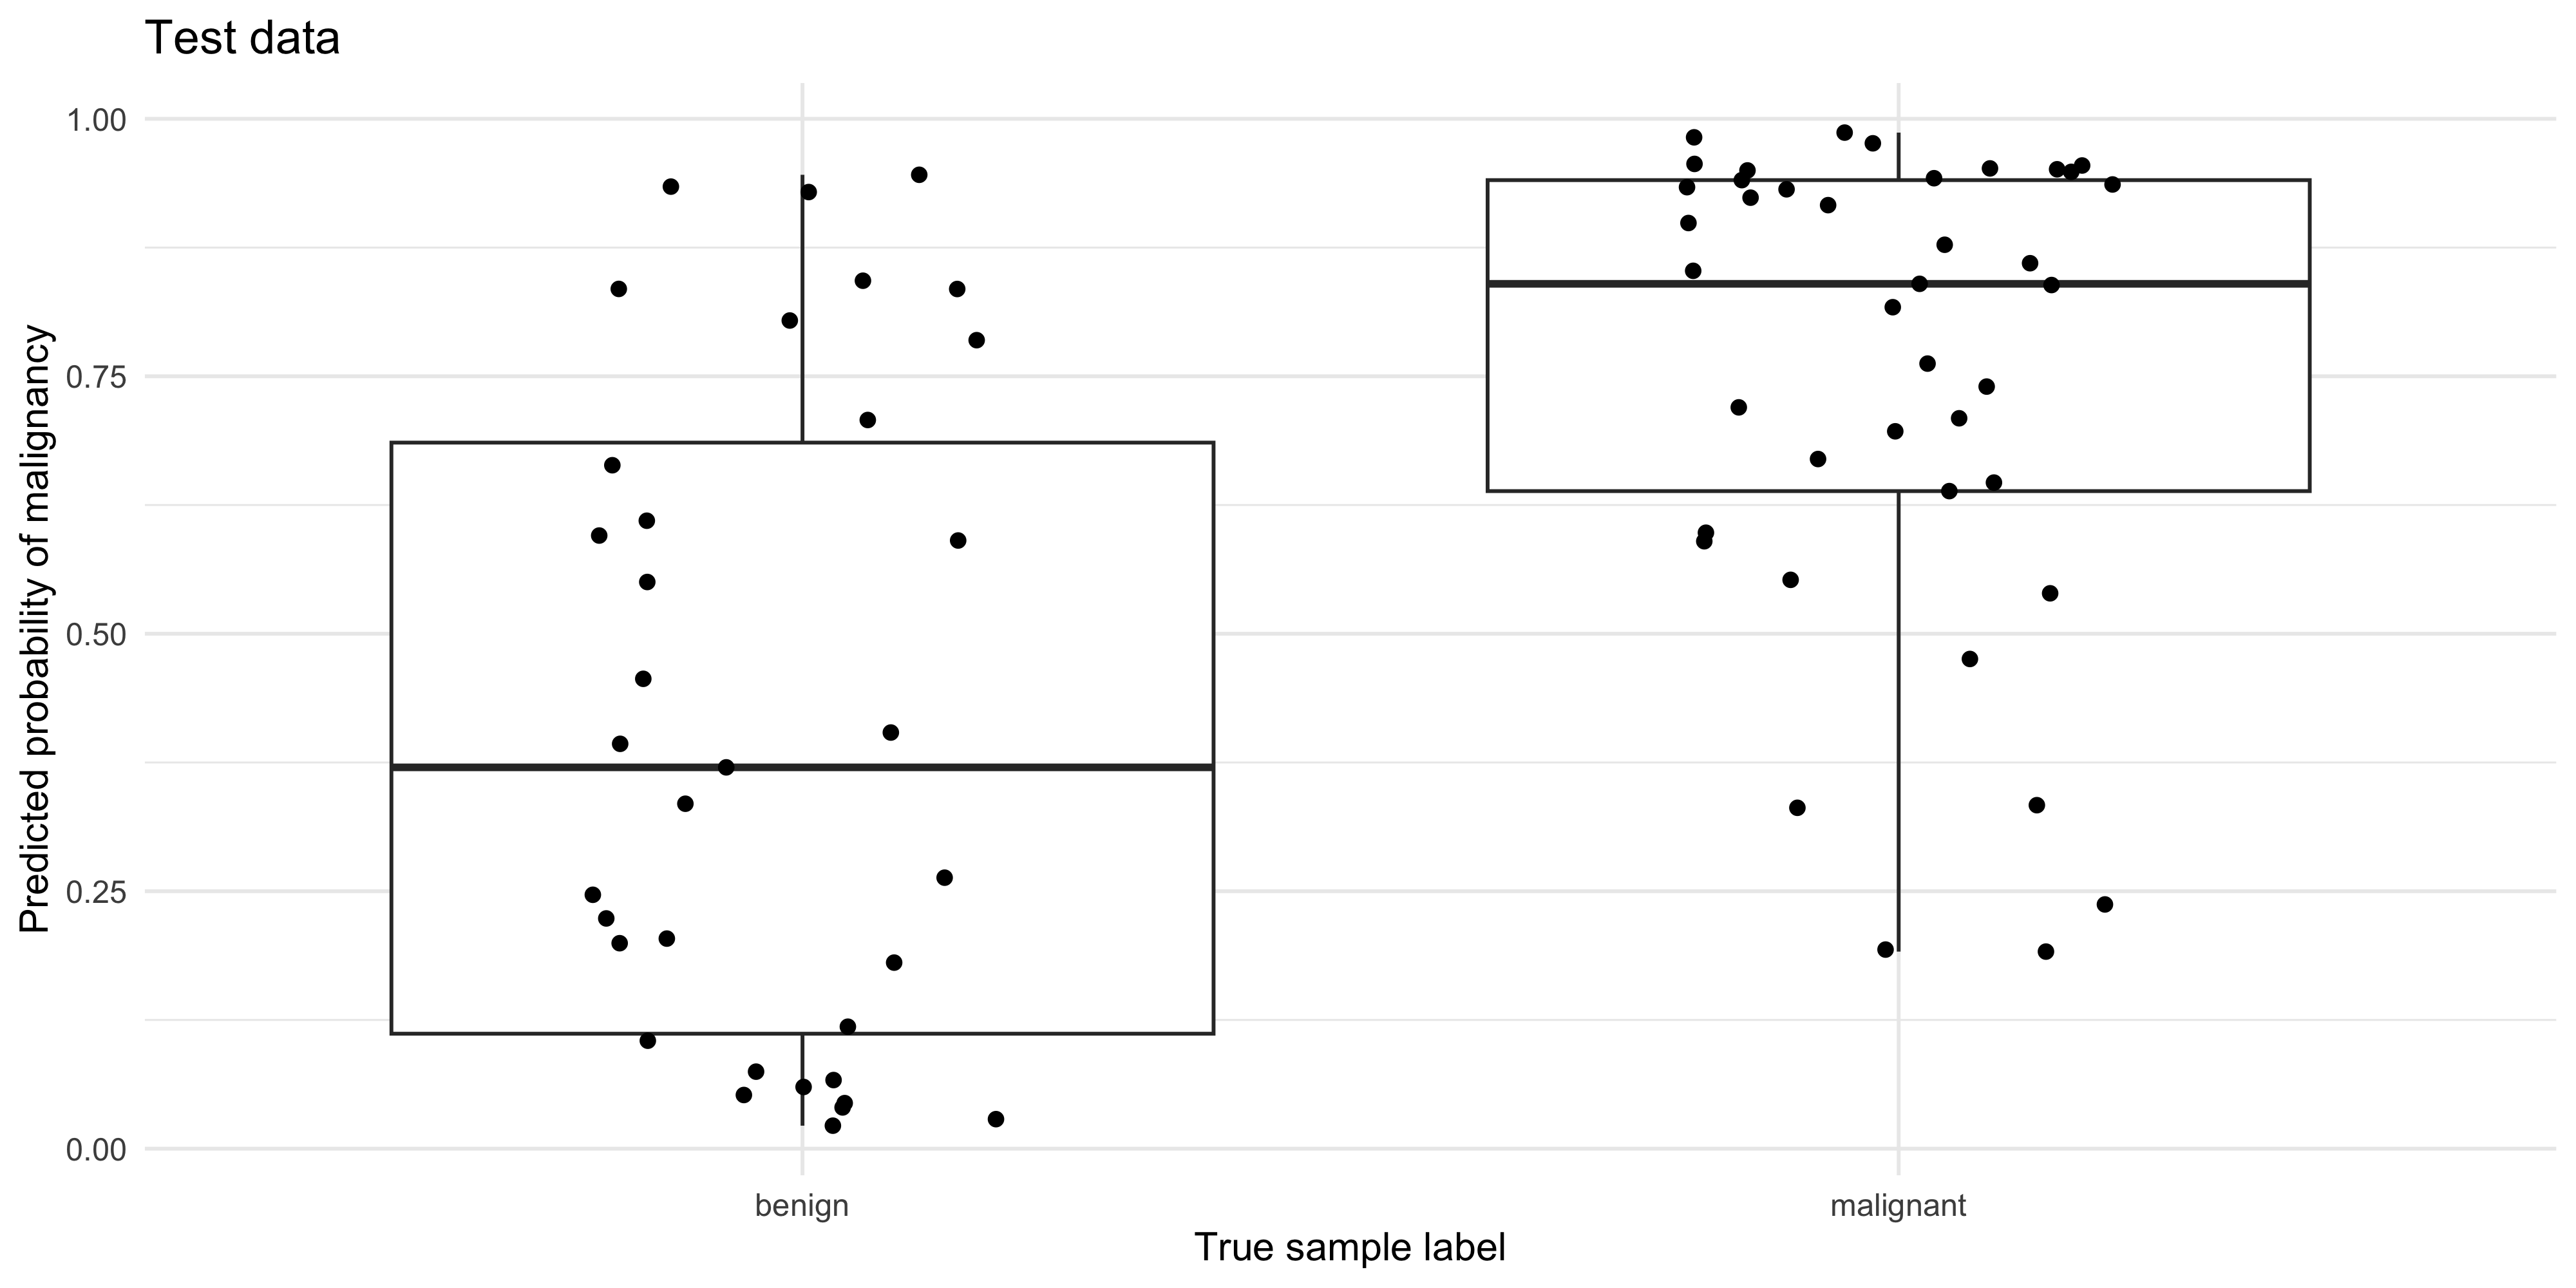 Test data
Predicted probability of malignancy
1.00
0.75
0.50
0.25
0.00
benign
malignant
True sample label